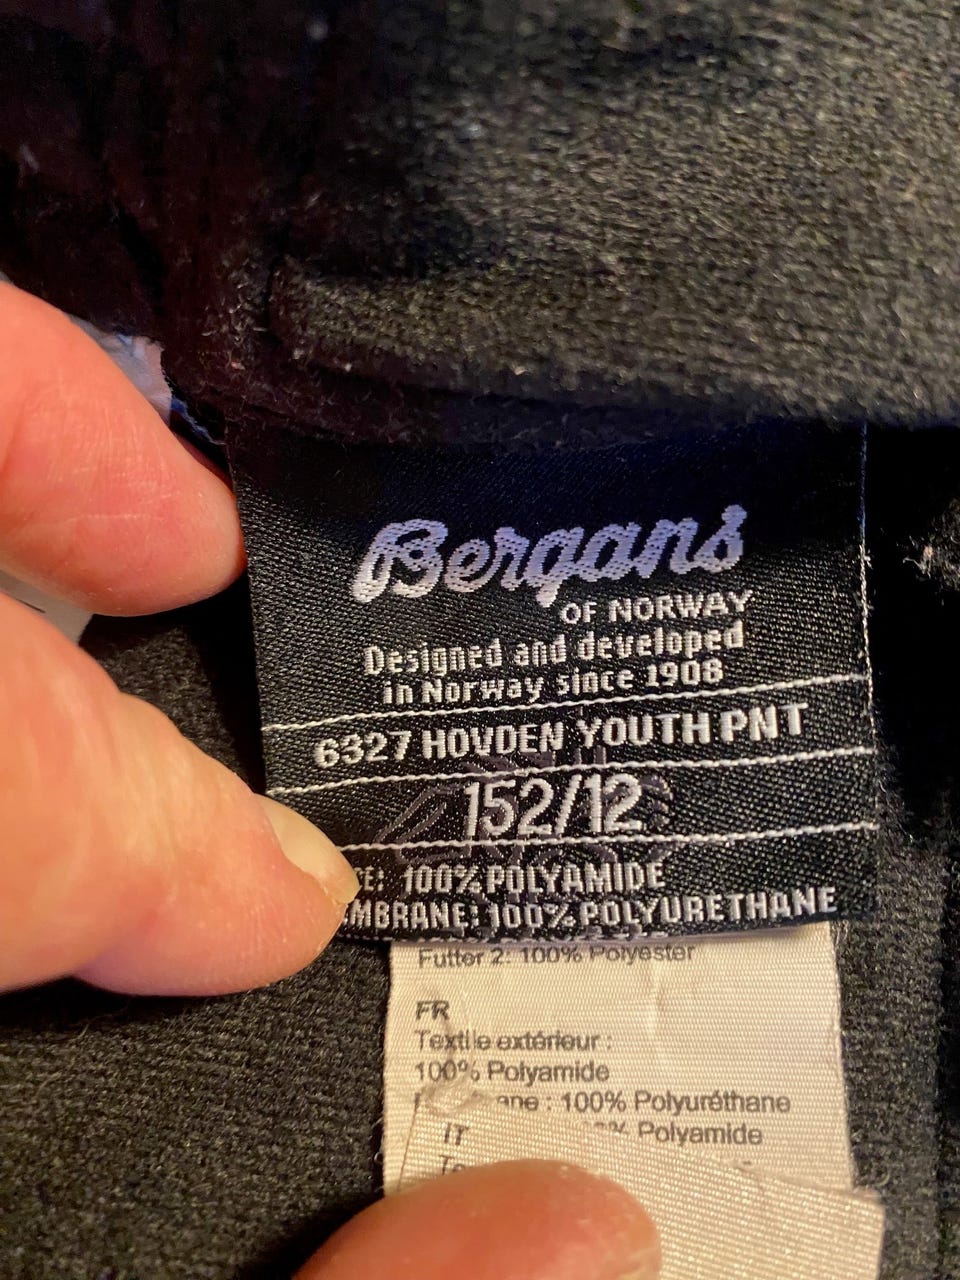 Bergans
OF NORWAY
Designed and developed
in Norway since 1908
6327 HOVDEN YOUTH PNT
152/12
100% POLYAMIDE
100% POLYURETHANE
Futter 2: 100% Polyester
FR
Textile extérieur :
100% Polyamide
: 100% Polyuréthane
Polyamide
IT